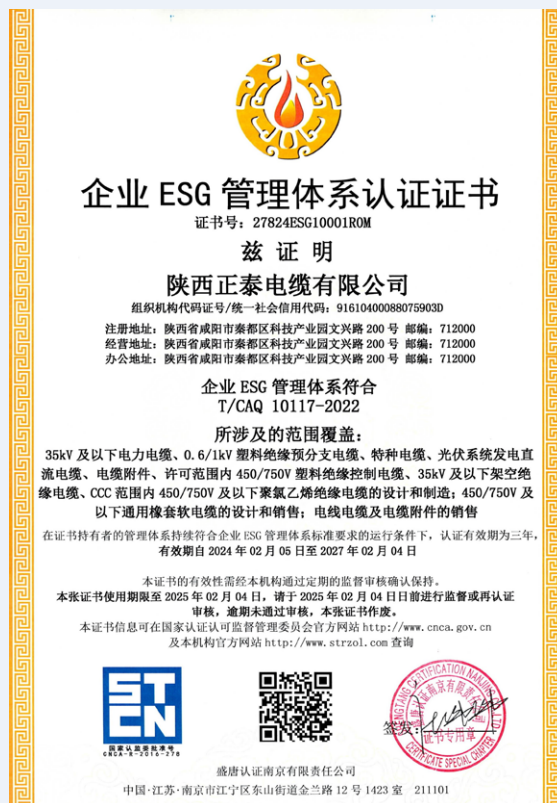 企业 ESG 管理体系认证证书
证书号：27824ESG10001R0M
兹 证 明
陕西正泰电缆有限公司
组织机构代码证号/统一社会信用代码：91610400088075903D
注册地址：陕西省咸阳市秦都区科技产业园文兴路 200 号 邮编：712000
经营地址：陕西省咸阳市秦都区科技产业园文兴路 200 号 邮编：712000
办公地址：陕西省咸阳市秦都区科技产业园文兴路 200 号 邮编：712000
企业 ESG 管理体系符合
T/CAQ 10117-2022
所涉及的范围覆盖：
35kV 及以下电力电缆、0.6/1kV 塑料绝缘预分支电缆、特种电缆、光伏系统发电直
流电缆、电缆附件、许可范围内 450/750V 塑料绝缘控制电缆、35kV 及以下架空绝
缘电缆、CCC 范围内 450/750V 及以下聚氯乙烯绝缘电缆的设计和制造；450/750V 及
以下通用橡套软电缆的设计和销售；电线电缆及电缆附件的销售
在证书持有者的管理体系持续符合企业 ESG 管理体系标准要求的运行条件下，认证有效期为三年，
有效期自 2024 年 02 月 05 日至 2027 年 02 月 04 日
本证书的有效性需经本机构通过定期的监督审核确认保持。
本张证书使用期限至 2025 年 02 月 04 日，请于 2025 年 02 月 04 日日前进行监督或再认证
审核，逾期未通过审核，本张证书作废。
本证书信息可在国家认证认可监督管理委员会官方网站 http://www.cnca.gov.cn
及本机构官方网站 http://www.strzol.com 查询
ST
CN
国家认监委批准号
CNCA-R-2016-278
签发：
证书专用章
CERTIFICATE SPECIAL CHAPTER
盛唐认证南京有限责任公司
中国·江苏·南京市江宁区东山街道金兰路 12 号 1423 室 211101